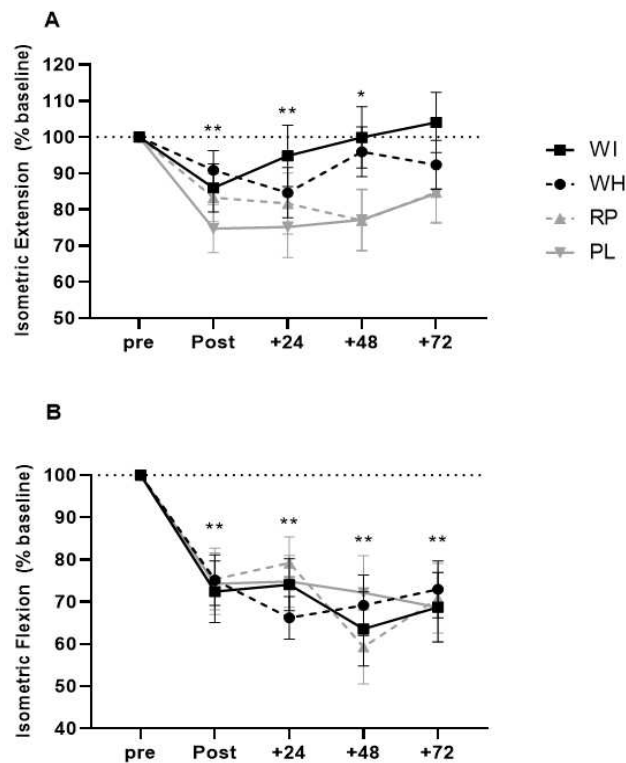 A
Isometric Extension (% baseline)
120
110
100
90
80
70
60
50
**
**
*
pre Post +24 +48 +72
WI
WH
RP
PL
B
Isometric Flexion (% baseline)
100
90
80
70
60
50
40
**
**
**
**
pre Post +24 +48 +72